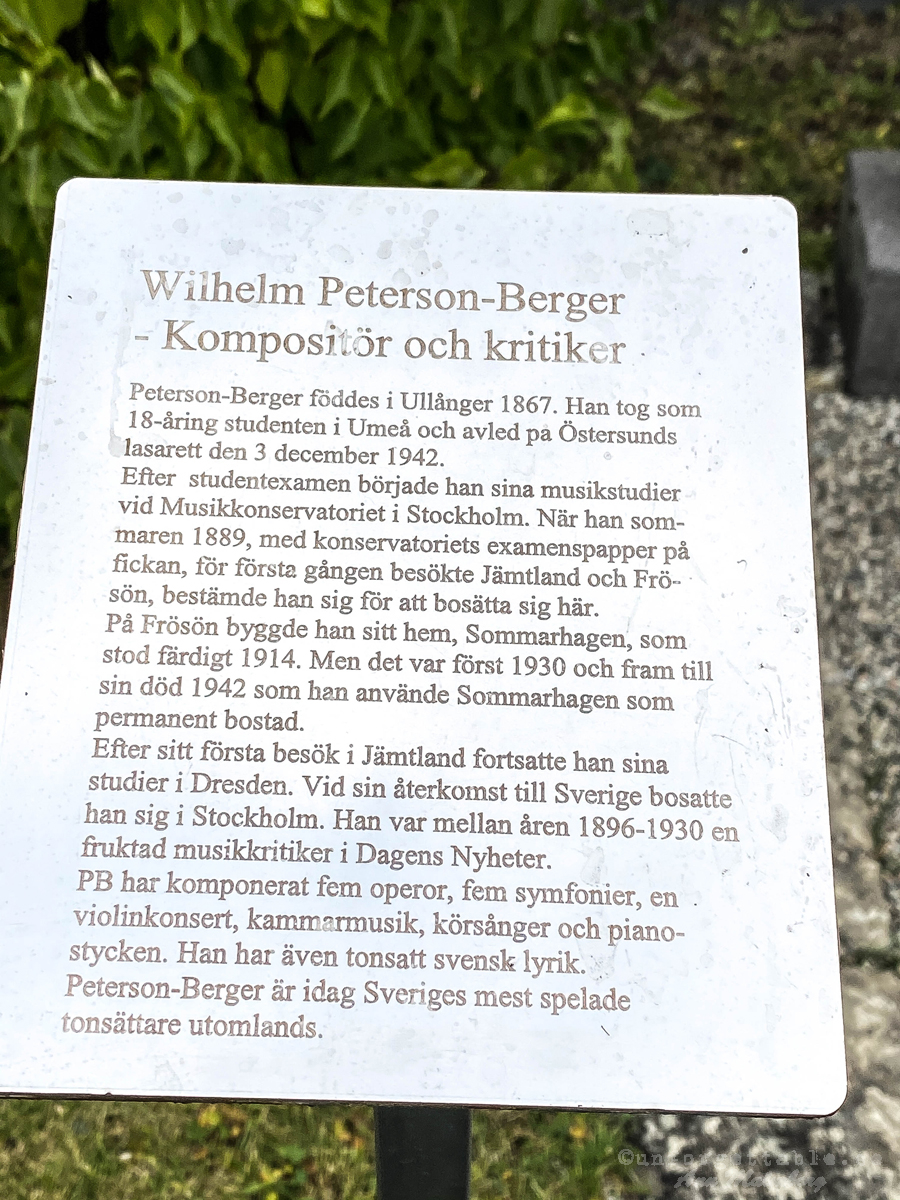 Wilhelm Peterson-Berger
- Kompositör och kritiker
Peterson-Berger föddes i Ullånger 1867. Han tog som
18-åring studenten i Umeå och avled på Östersunds
lasarett den 3 december 1942.
Efter studentexamen började han sina musikstudier
vid Musikkonservatoriet i Stockholm. När han som-
maren 1889, med konservatoriets examenspapper på
fickan, för första gången besökte Jämtland och Frö-
sön, bestämde han sig för att bosätta sig här.
På Frösön byggde han sitt hem, Sommarhagen, som
stod färdigt 1914. Men det var först 1930 och fram till
sin död 1942 som han använde Sommarhagen som
permanent bostad.
Efter sitt första besök i Jämtland fortsatte han sina
studier i Dresden. Vid sin återkomst till Sverige bosatte
han sig i Stockholm. Han var mellan åren 1896-1930 en
fruktad musikkritiker i Dagens Nyheter.
PB har komponerat fem operor, fem symfonier, en
violinkonsert, kammarmusik, körsånger och piano-
stycken. Han har även tonsatt svensk lyrik.
Peterson-Berger är idag Sveriges mest spelade
tonsättare utomlands.